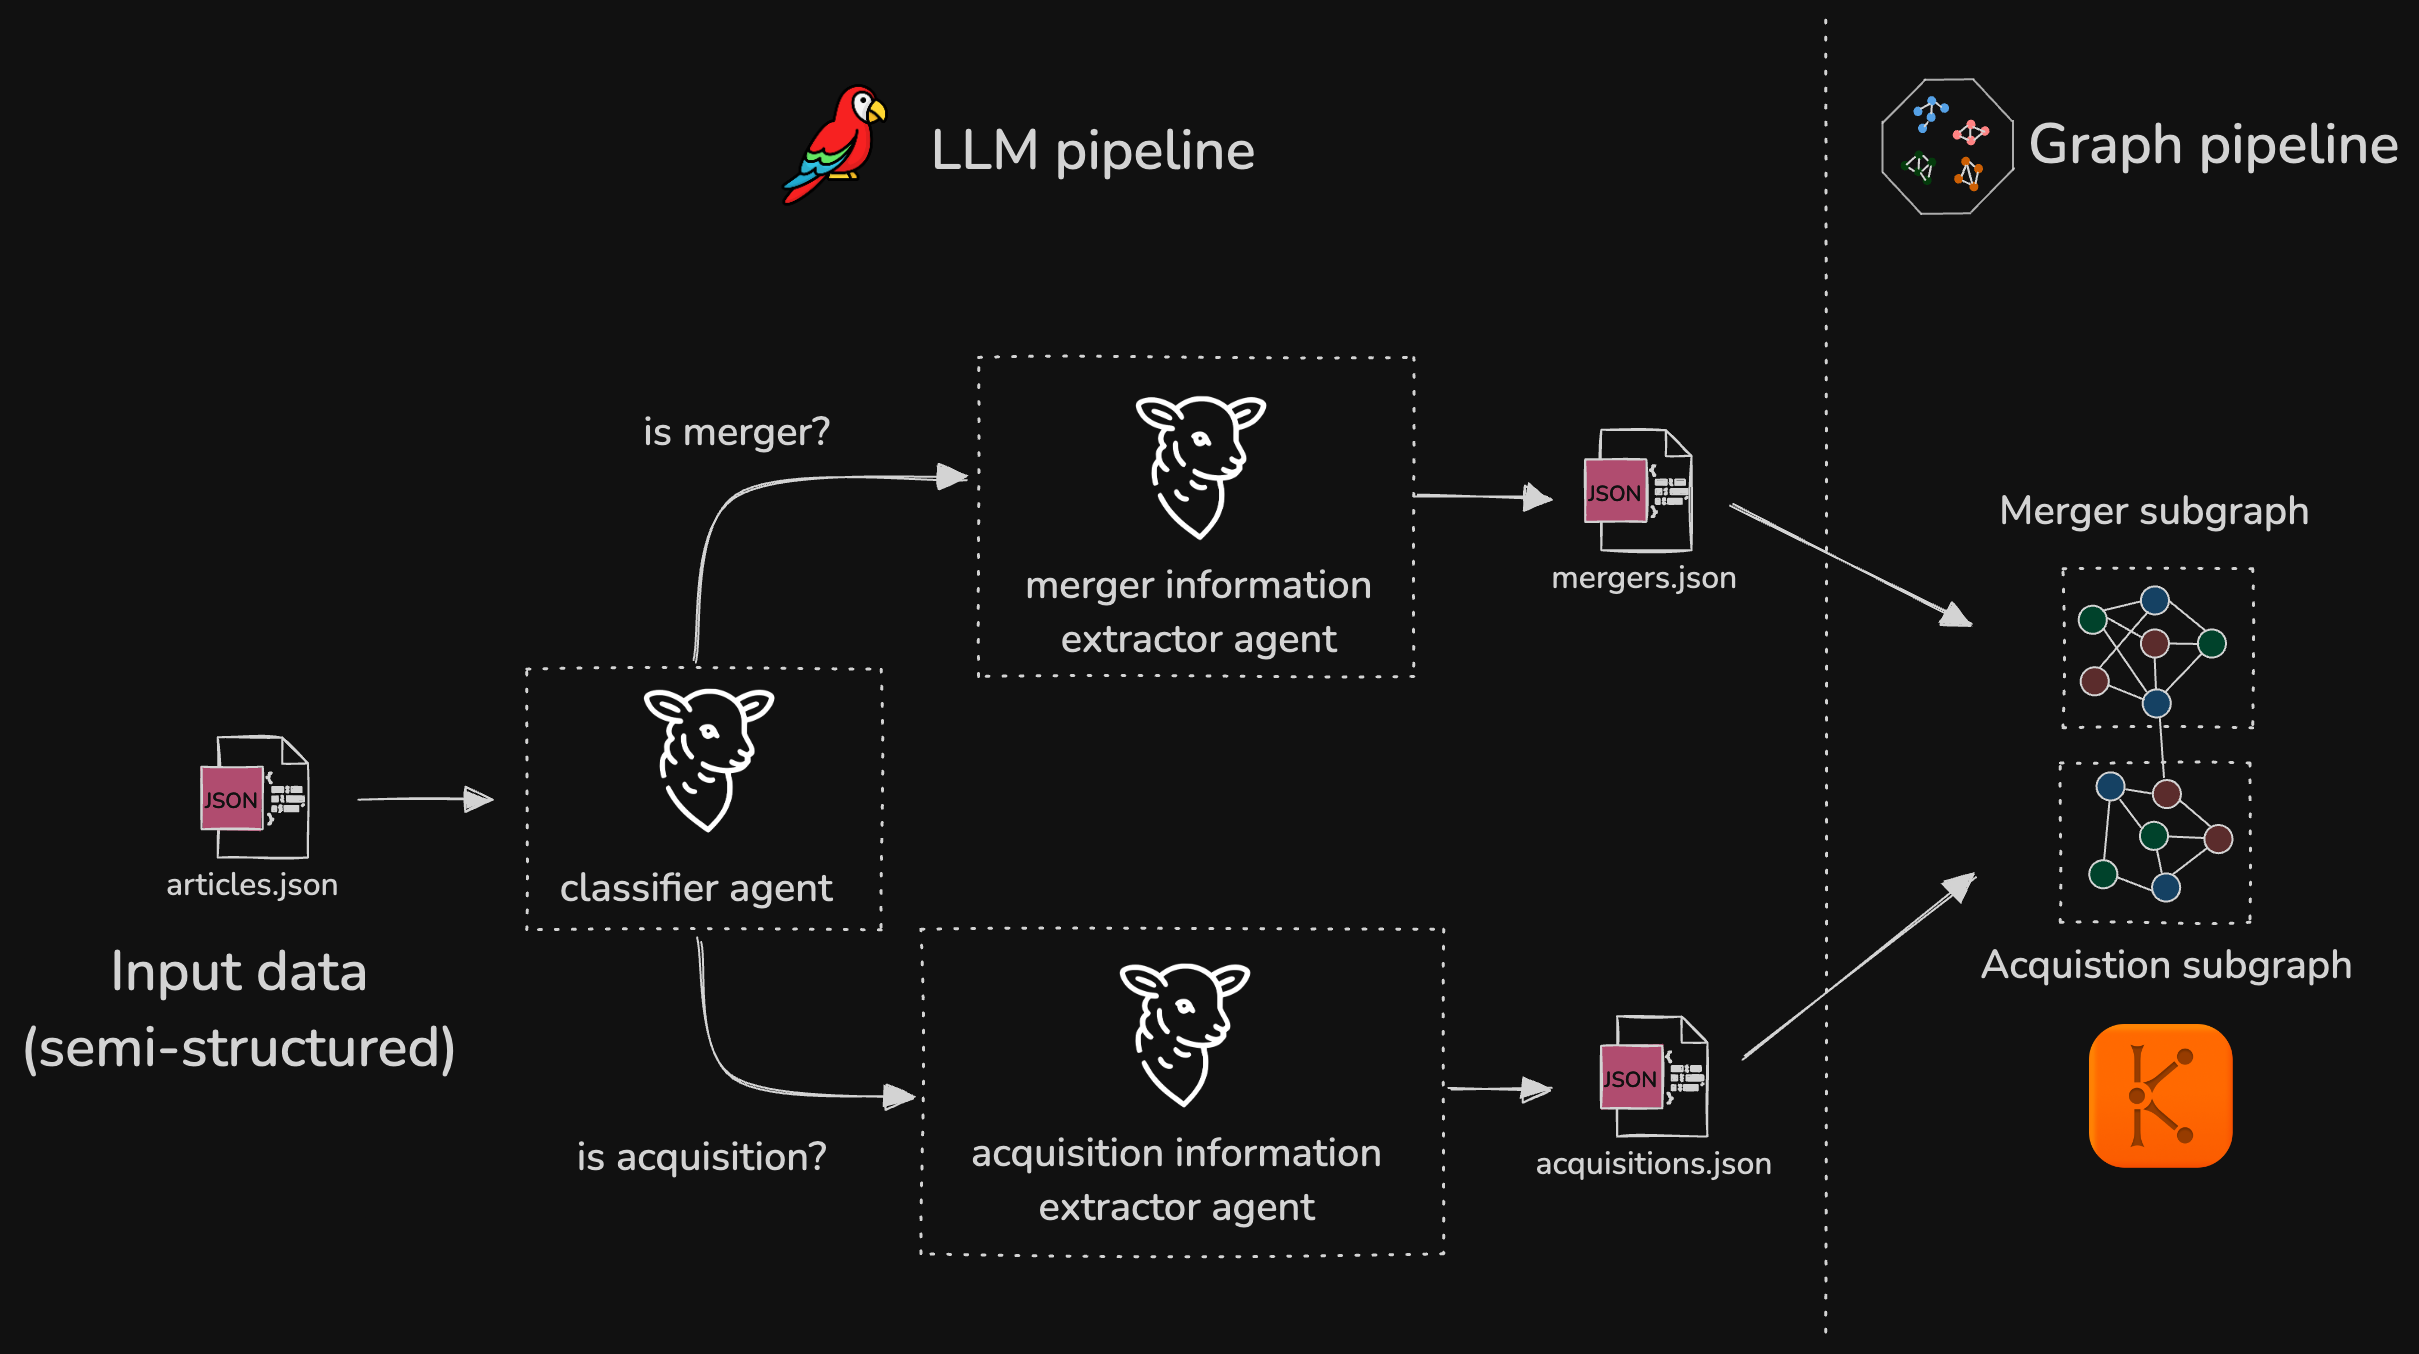 LLM pipeline
Graph pipeline
is merger?
merger information
extractor agent
JSON
mergers.json
Merger subgraph
JSON
articles.json
Input data
(semi-structured)
classifier agent
is acquisition?
acquisition information
extractor agent
JSON
acquisitions.json
Acquistion subgraph